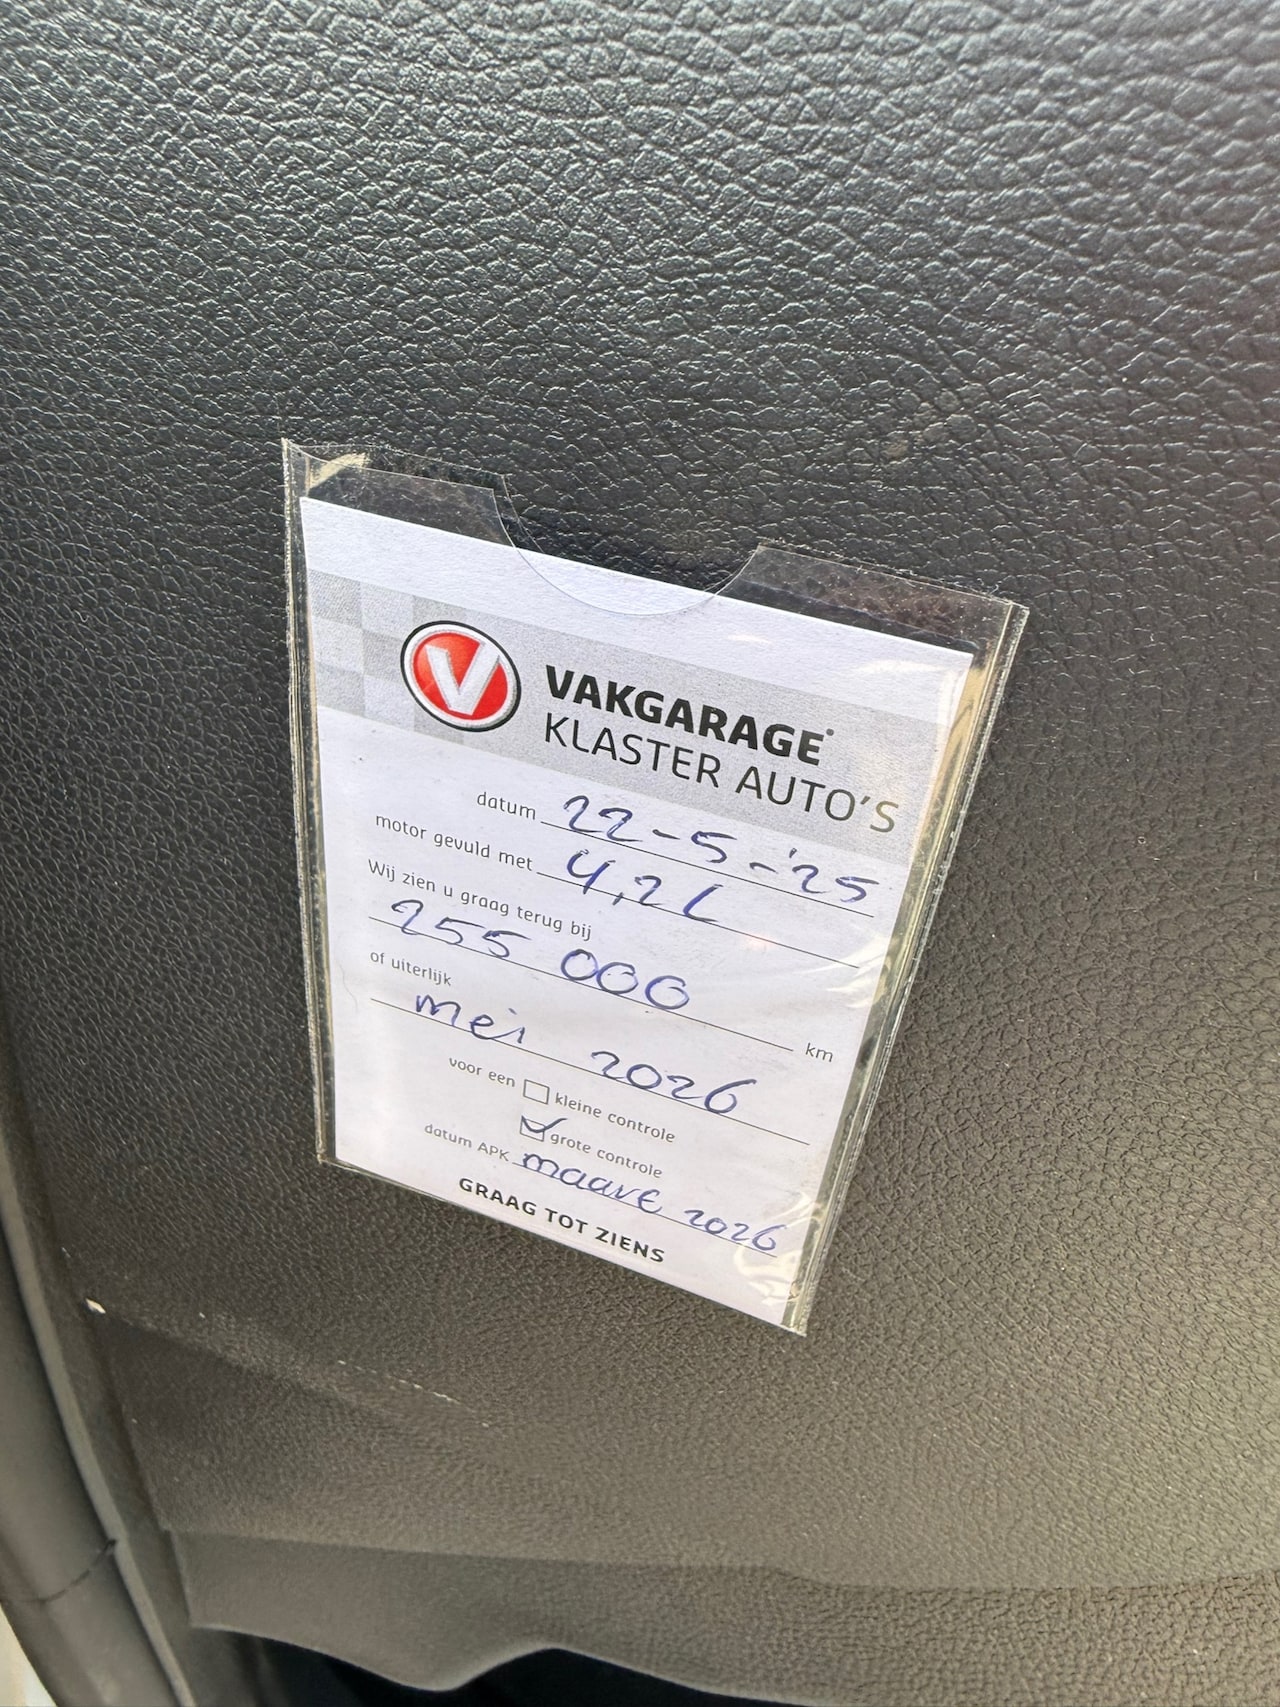 V VAKGARAGE
KLASTER AUTO'S
datum 22-5-'25
motor gevuld met 4,2L
Wij zien u graag terug bij
255 000 km
of uiterlijk
mei 2026
voor een kleine controle
grote controle
datum APK maart 2026
GRAAG TOT ZIENS